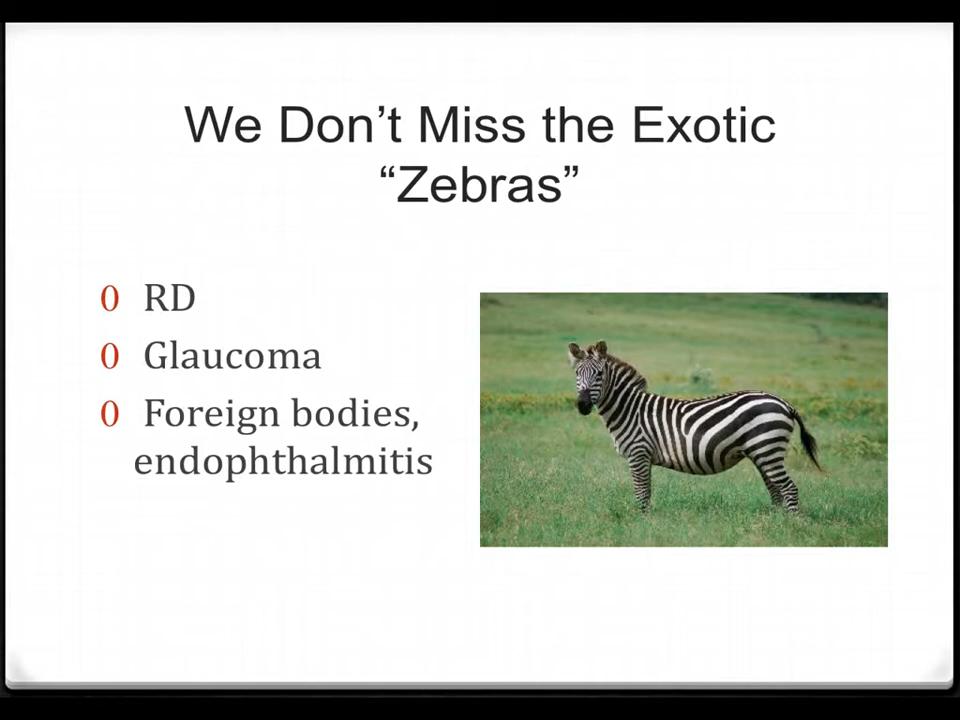 We Don’t Miss the Exotic
“Zebras”
0 RD
0 Glaucoma
0 Foreign bodies,
endophthalmitis